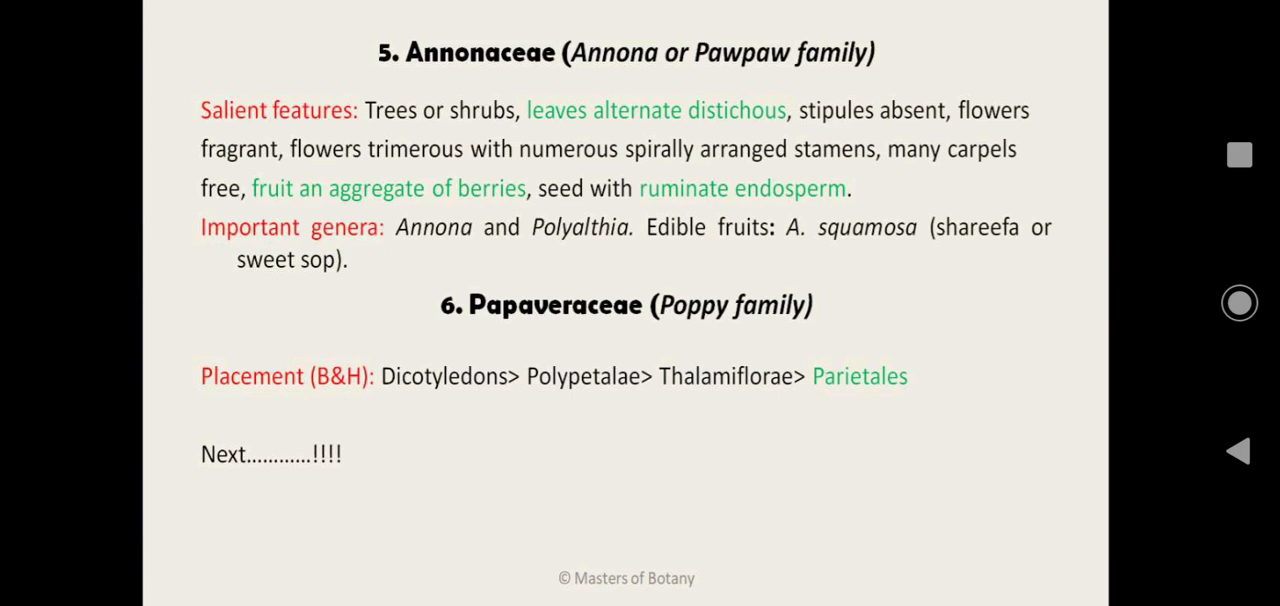 5. Annonaceae (Annona or Pawpaw family)
Salient features: Trees or shrubs, leaves alternate distichous, stipules absent, flowers
fragrant, flowers trimerous with numerous spirally arranged stamens, many carpels
free, fruit an aggregate of berries, seed with ruminate endosperm.
Important genera: Annona and Polyalthia. Edible fruits: A. squamosa (shareefa or
sweet sop).
6. Papaveraceae (Poppy family)
Placement (B&H): Dicotyledons> Polypetalae> Thalamiflorae> Parietales
Next............!!!!
© Masters of Botany